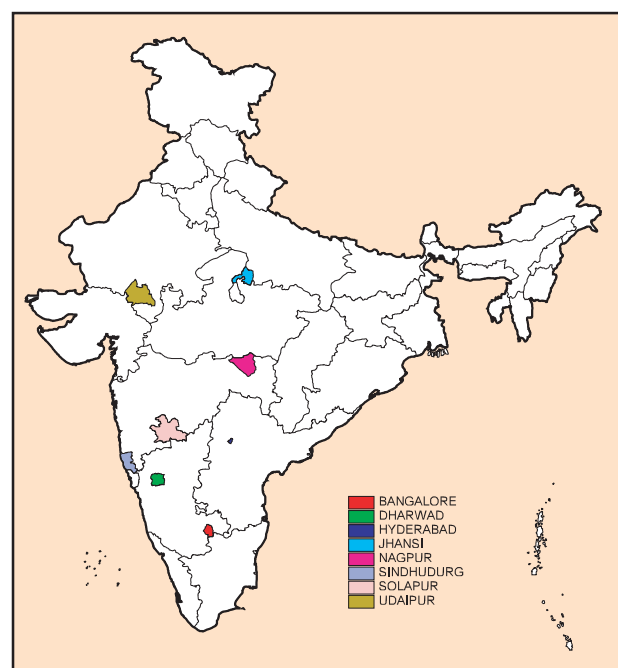 BANGALORE
DHARWAD
HYDERABAD
JHANSI
NAGPUR
SINDHUDURG
SOLAPUR
UDAIPUR